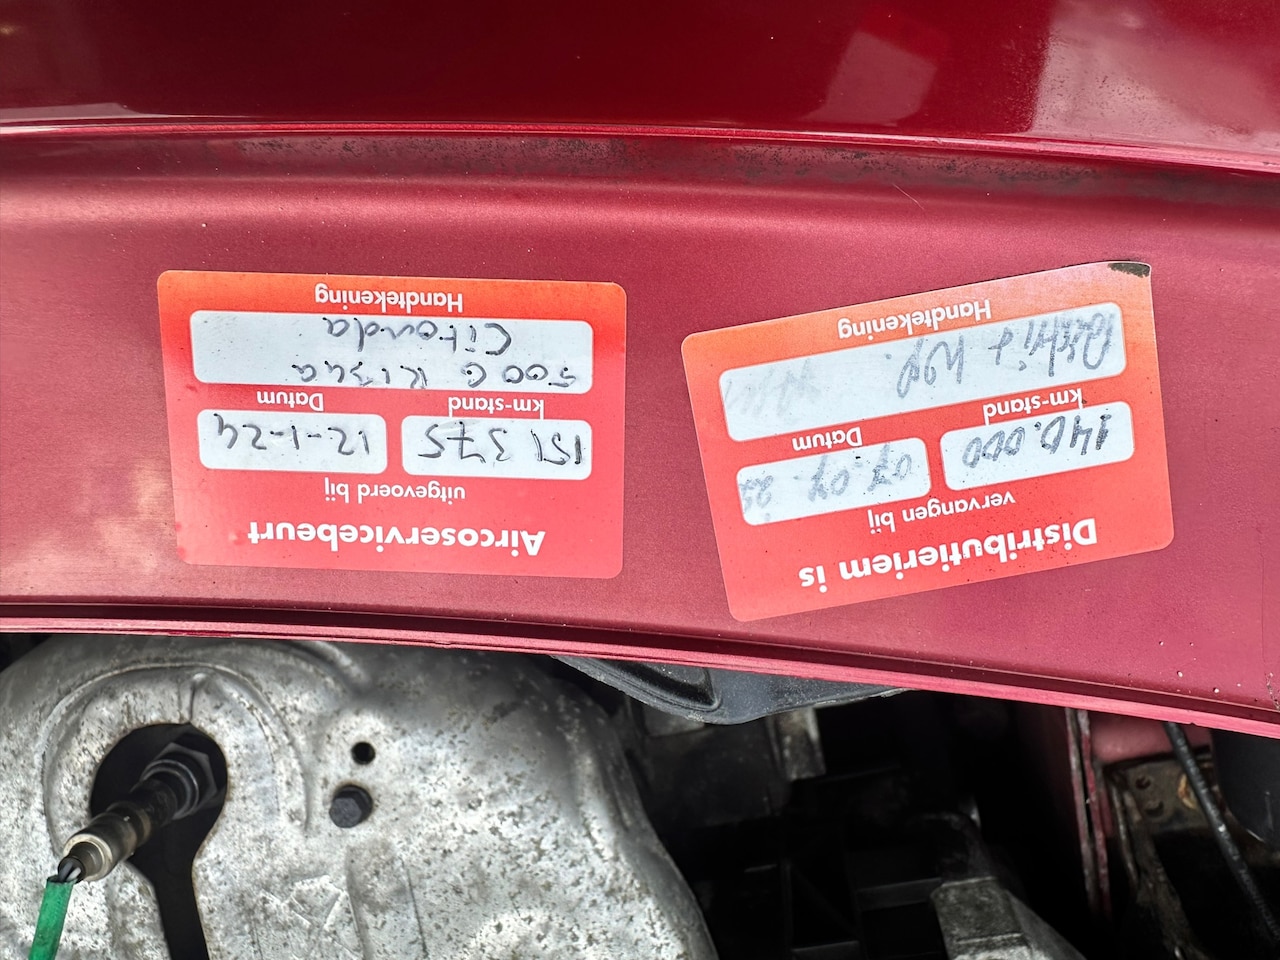 Distributieriem is
vervangen bij
140.000
km-stand Datum
Handtekening
Aircoservicebeurt
uitgevoerd bij
151 375 12-1-24
km-stand Datum
500 G R134a
Handtekening